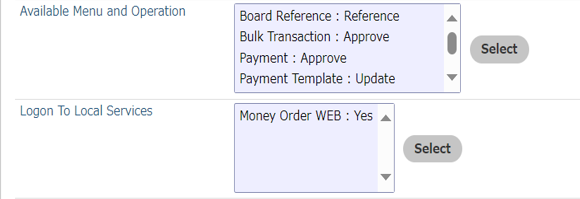 Available Menu and Operation
Board Reference : Reference
Bulk Transaction : Approve
Payment : Approve
Payment Template : Update
Select
Logon To Local Services
Money Order WEB : Yes
Select